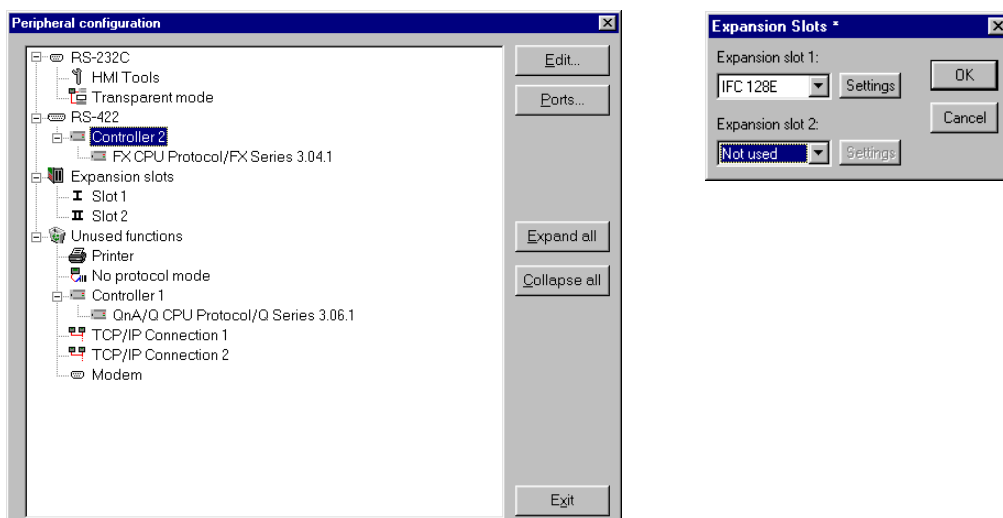 Peripheral configuration
RS-232C
HMI Tools
Transparent mode
RS-422
Controller 2
FX CPU Protocol/FX Series 3.04.1
Expansion slots
I Slot 1
II Slot 2
Unused functions
Printer
No protocol mode
Controller 1
QnA/Q CPU Protocol/Q Series 3.06.1
TCP/IP Connection 1
TCP/IP Connection 2
Modem
Edit...
Ports...
Expand all
Collapse all
Exit
Expansion Slots *
Expansion slot 1:
IFC 128E Settings
Expansion slot 2:
Not used Settings
OK
Cancel